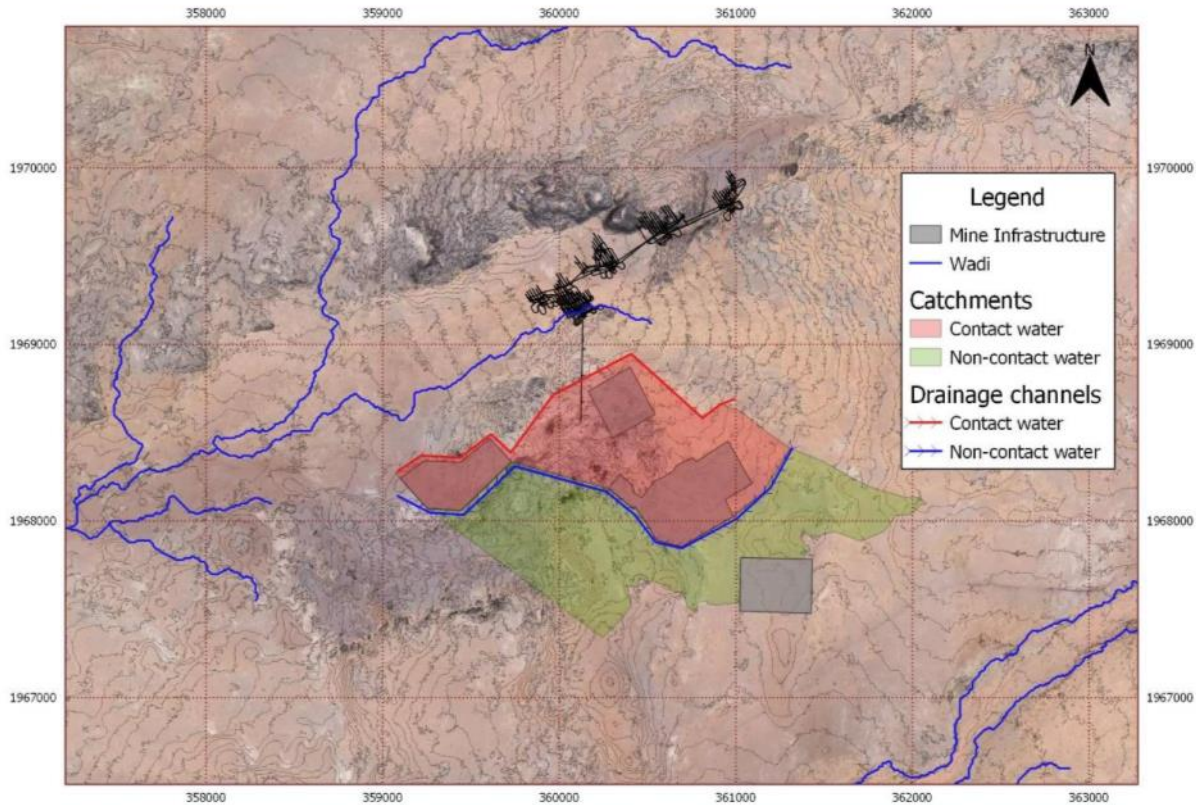 358000 359000 360000 361000 362000 363000
N
1970000 1970000
Legend
Mine Infrastructure
Wadi
Catchments
Contact water
Non-contact water
Drainage channels
Contact water
Non-contact water
1969000 1969000
1968000 1968000
1967000 1967000
358000 359000 360000 361000 362000 363000